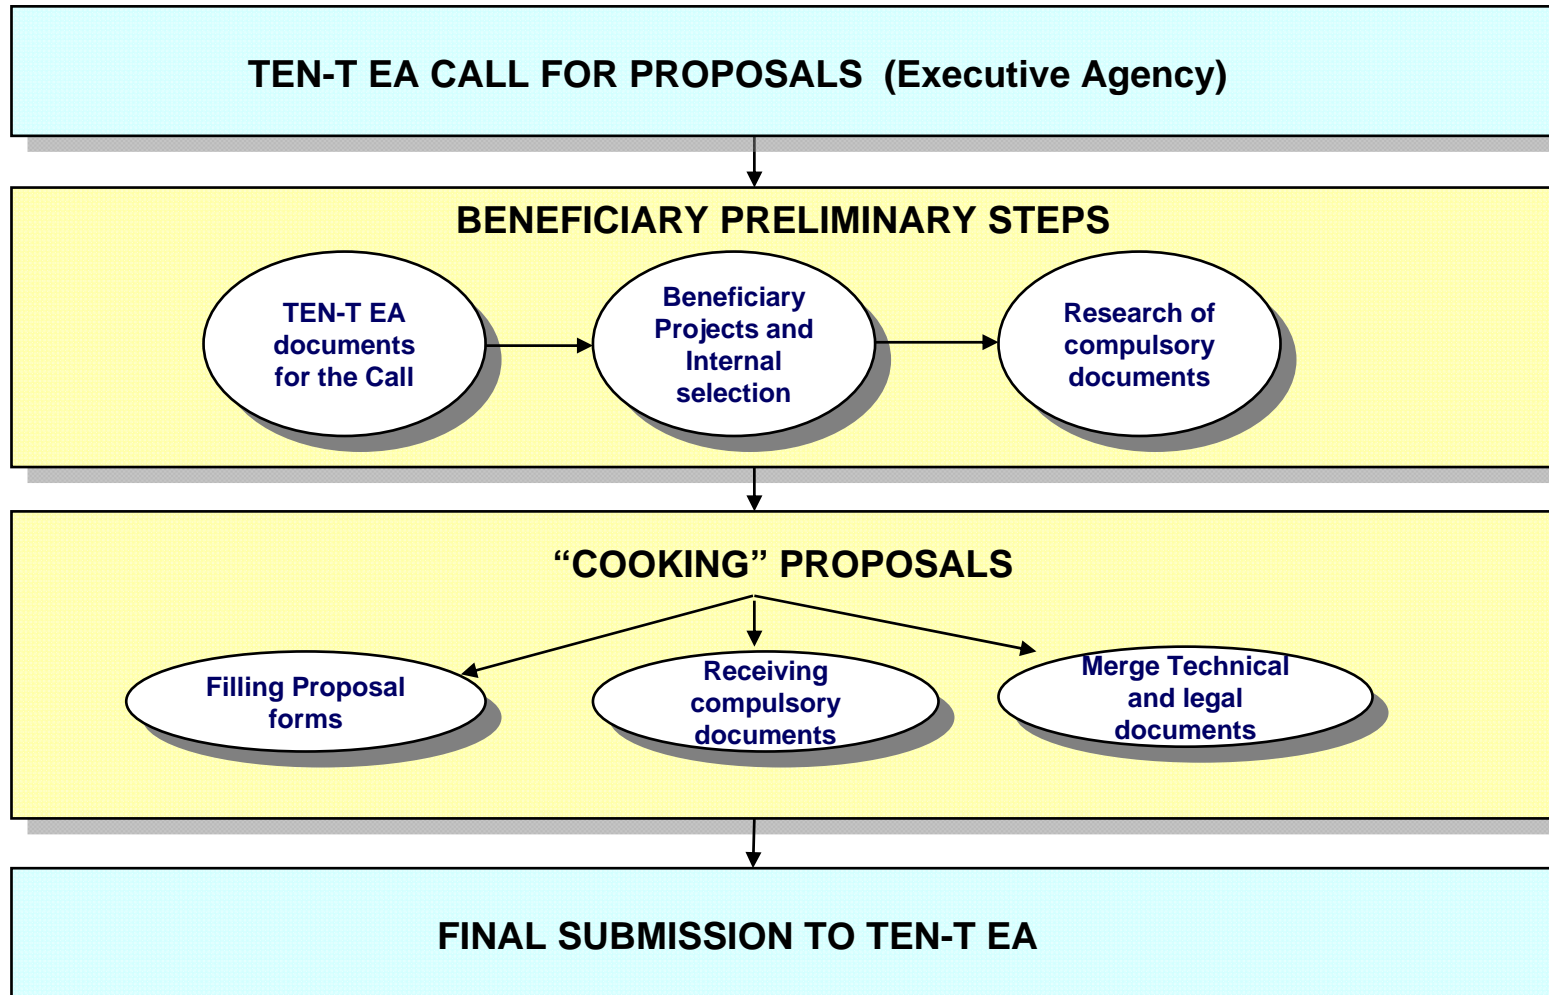 TEN-T EA CALL FOR PROPOSALS (Executive Agency)
BENEFICIARY PRELIMINARY STEPS
TEN-T EA
documents
for the Call
Beneficiary
Projects and
Internal
selection
Research of
compulsory
documents
“COOKING” PROPOSALS
Filling Proposal
forms
Receiving
compulsory
documents
Merge Technical
and legal
documents
FINAL SUBMISSION TO TEN-T EA